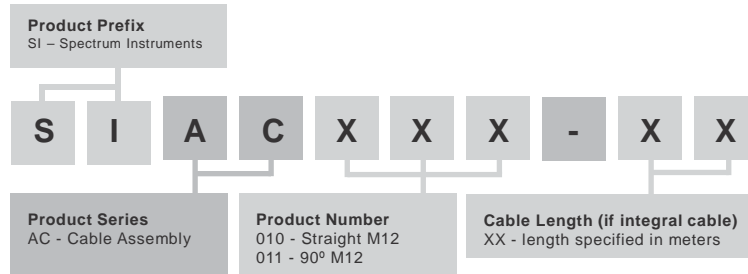 Product Prefix
SI – Spectrum Instruments
S I A C X X X - X X
Product Series
AC - Cable Assembly
Product Number
010 - Straight M12
011 - 90º M12
Cable Length (if integral cable)
XX - length specified in meters